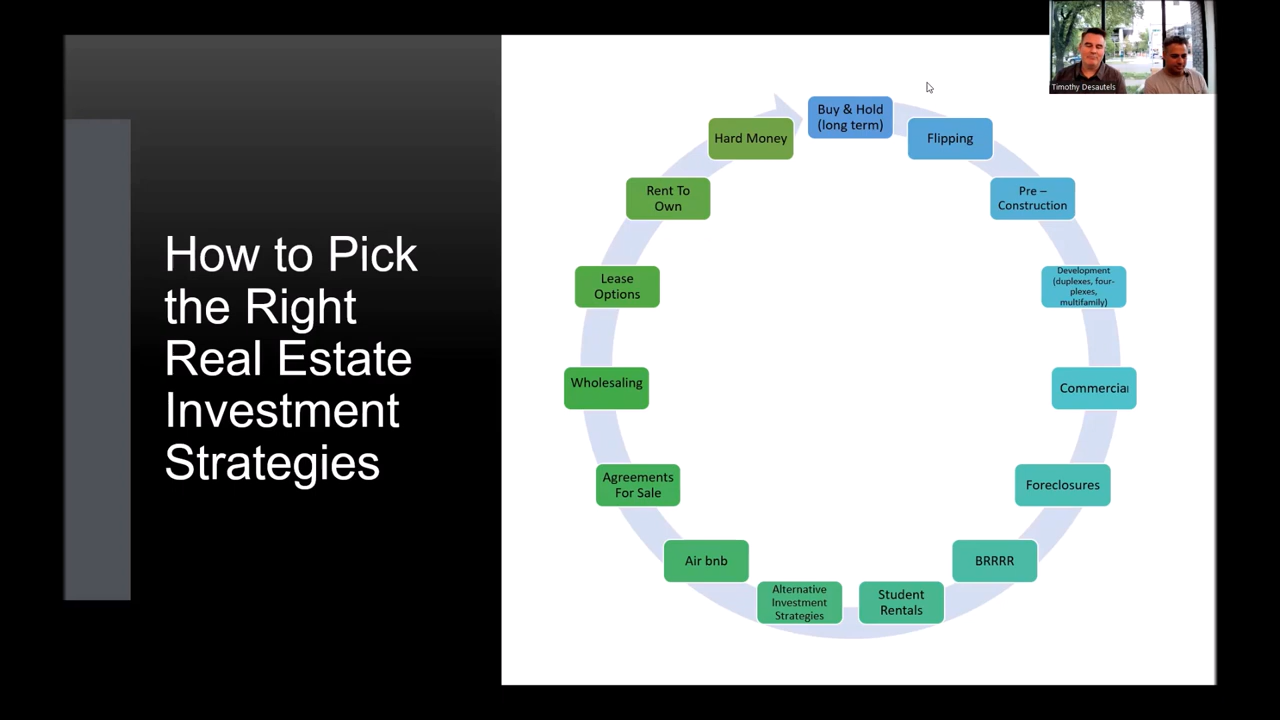 How to Pick
the Right
Real Estate
Investment
Strategies
Buy & Hold
(long term)
Flipping
Pre –
Construction
Development
(duplexes, four-
plexes,
multifamily)
Commercial
Foreclosures
BRRRR
Student
Rentals
Alternative
Investment
Strategies
Air bnb
Agreements
For Sale
Wholesaling
Lease
Options
Rent To
Own
Hard Money
Timothy Desautels